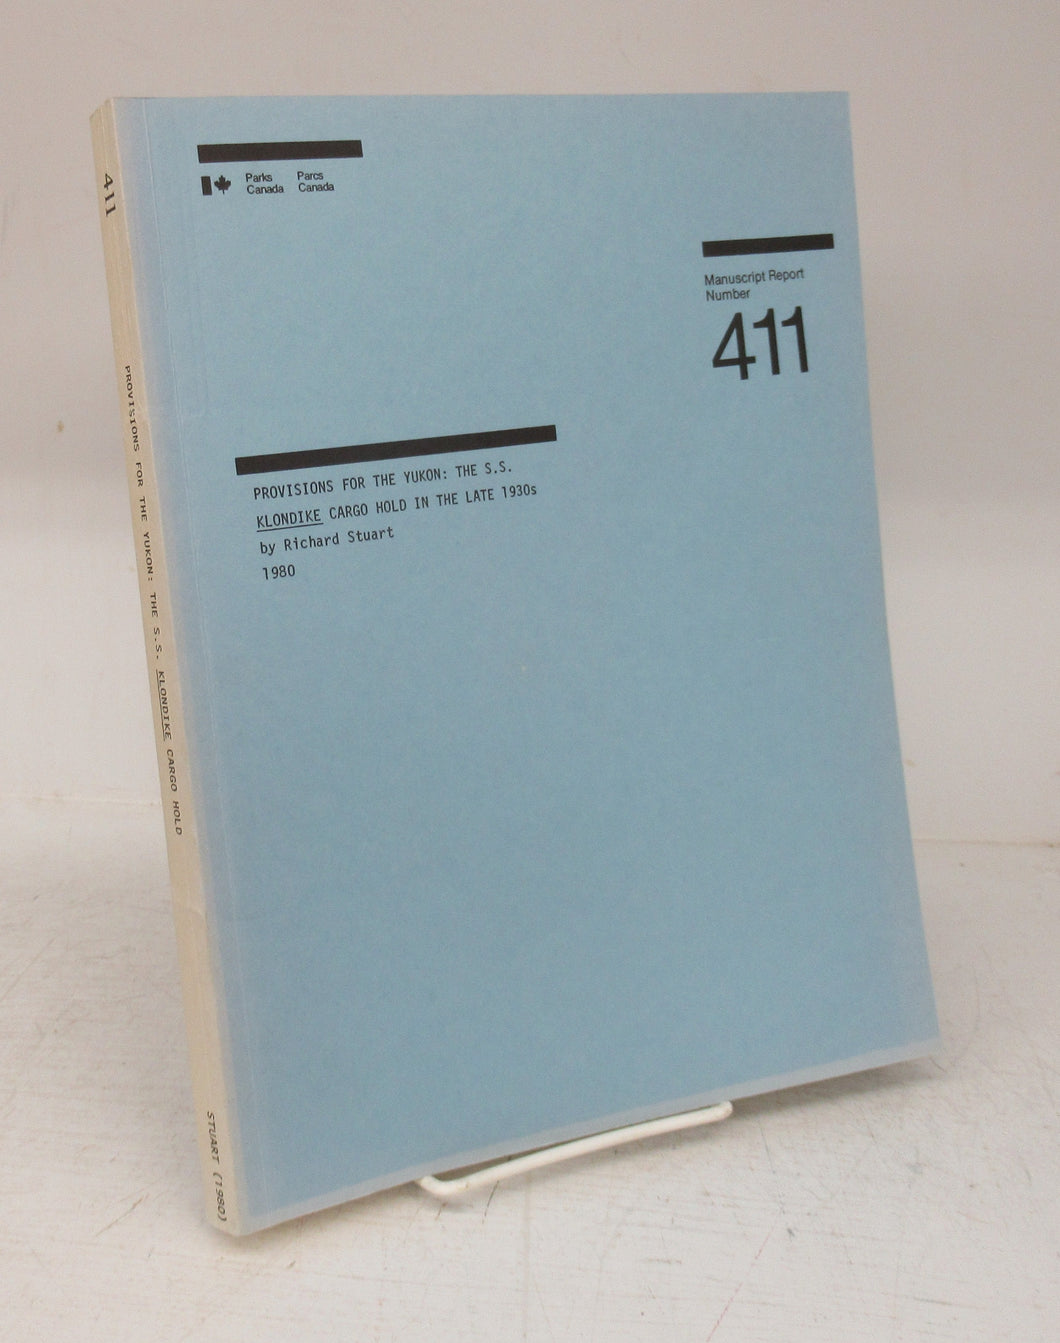 411
PROVISIONS FOR THE YUKON: THE S.S. KLONDIKE CARGO HOLD
STUART (1980)
Parks Canada
Parcs Canada
Manuscript Report
Number
411
PROVISIONS FOR THE YUKON: THE S.S.
KLONDIKE CARGO HOLD IN THE LATE 1930s
by Richard Stuart
1980